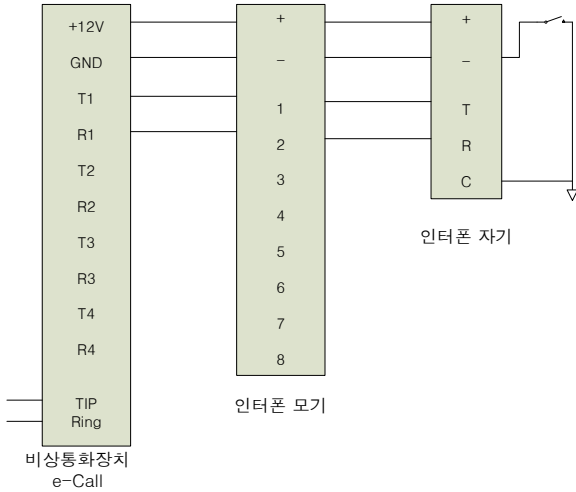 +12V
GND
T1
R1
T2
R2
T3
R3
T4
R4
TIP
Ring
비상통화장치
e-Call
+
-
1
2
3
4
5
6
7
8
인터폰 모기
+
-
T
R
C
인터폰 자기